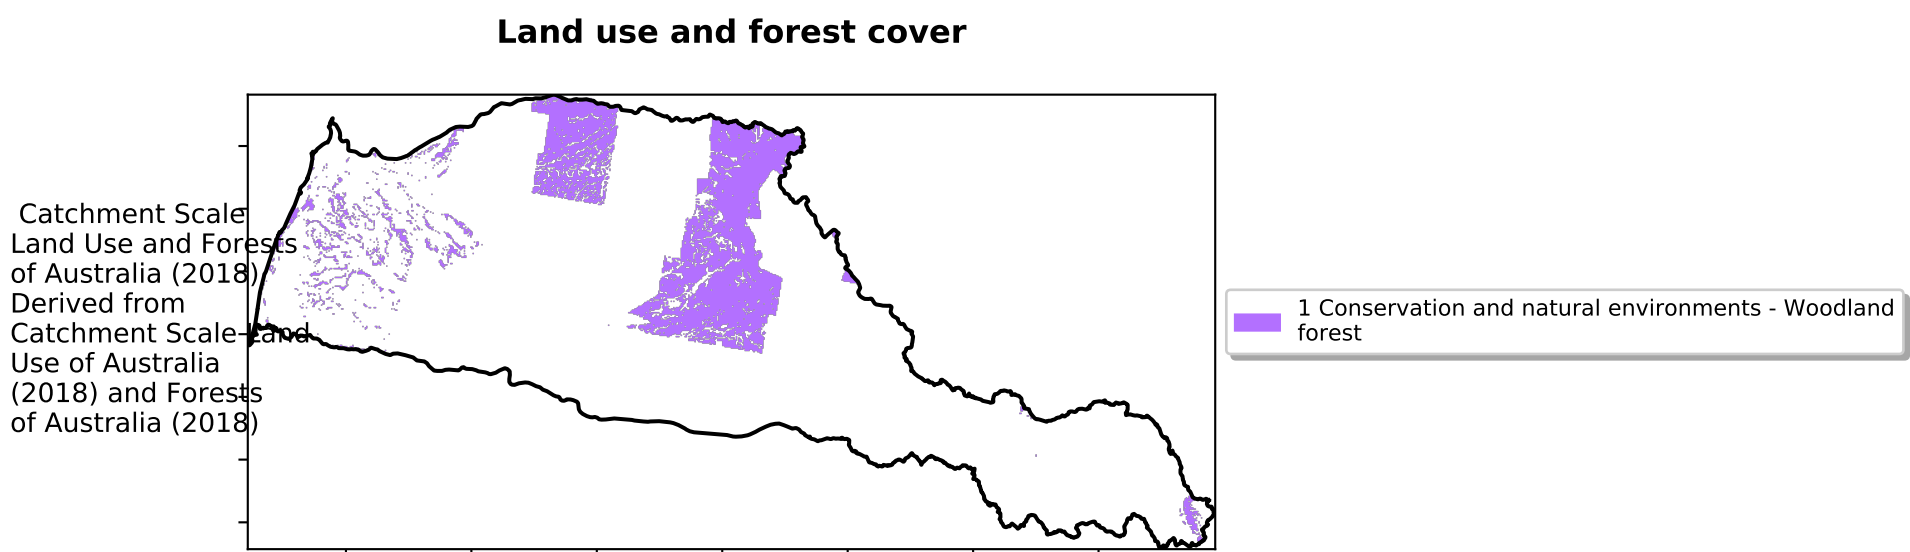 Land use and forest cover
Catchment Scale
Land Use and Forests
of Australia (2018)
Derived from
Catchment Scale Land
Use of Australia
(2018) and Forests
of Australia (2018)
1 Conservation and natural environments - Woodland
forest